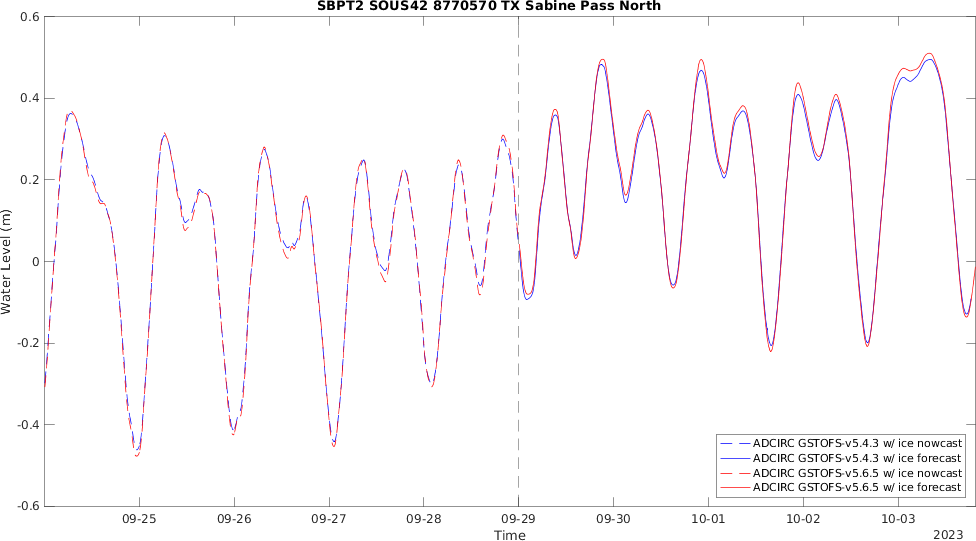 SBPT2 SOUS42 8770570 TX Sabine Pass North
0.6
0.4
0.2
0
-0.2
-0.4
-0.6
Water Level (m)
ADCIRC GSTOFS-v5.4.3 w/ ice nowcast
ADCIRC GSTOFS-v5.4.3 w/ ice forecast
ADCIRC GSTOFS-v5.6.5 w/ ice nowcast
ADCIRC GSTOFS-v5.6.5 w/ ice forecast
09-25 09-26 09-27 09-28 09-29 09-30 10-01 10-02 10-03
Time
2023